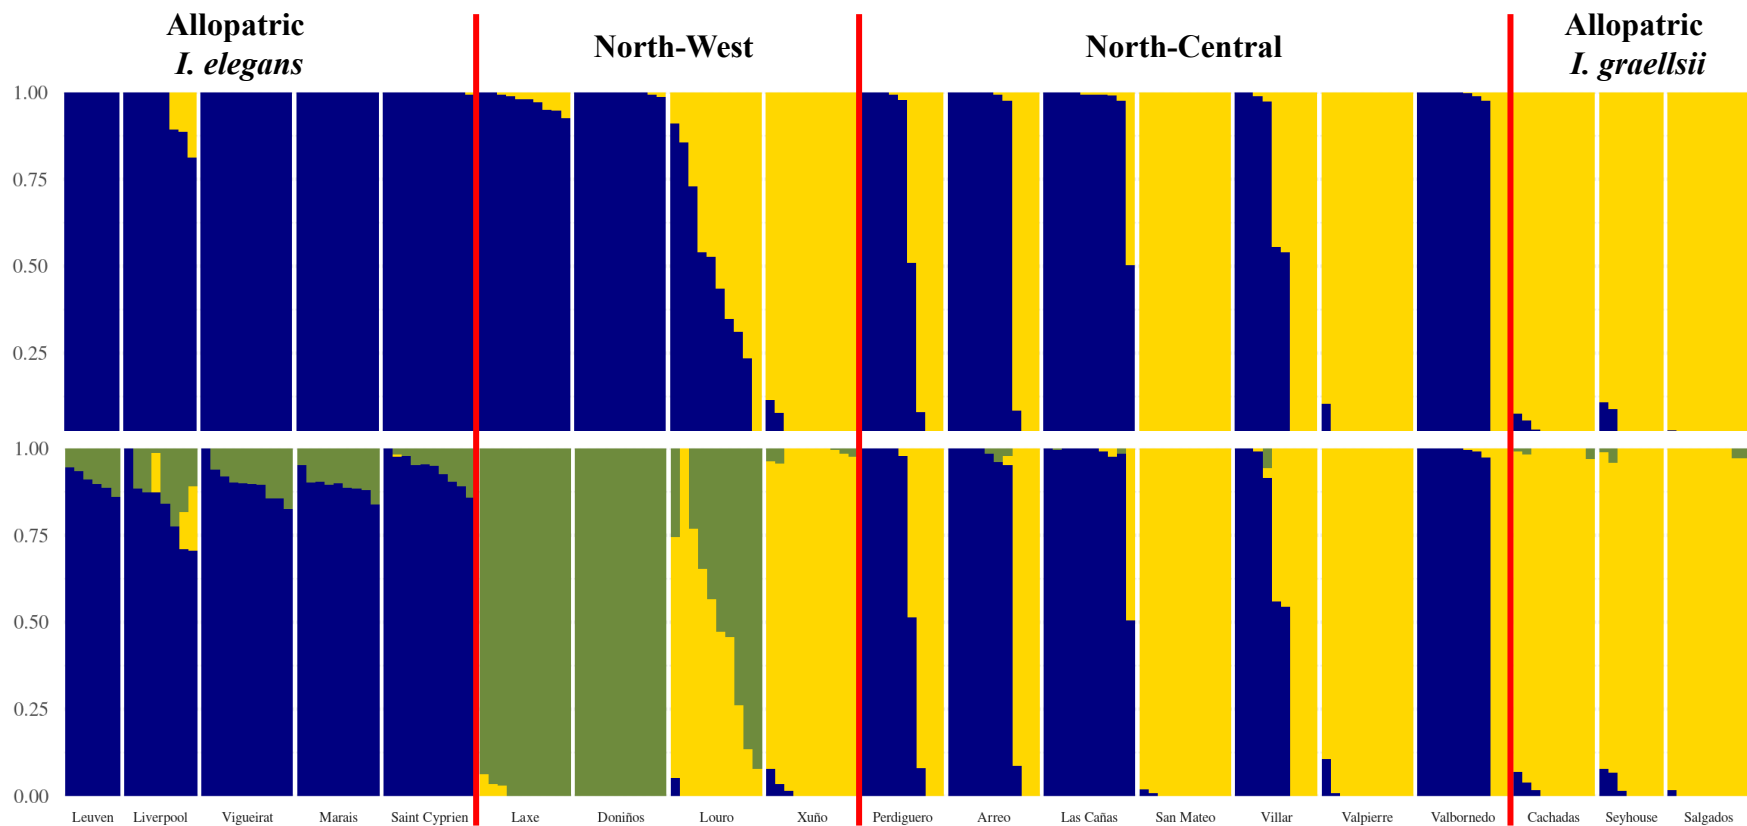 Allopatric
I. elegans
North-West
North-Central
Allopatric
I. graellsii
1.00
0.75
0.50
0.25
1.00
0.75
0.50
0.25
0.00
Leuven Liverpool Vigueirat Marais Saint Cyprien Laxe Doniños Louro Xuño Perdiguero Arreo Las Cañas San Mateo Villar Valpierre Valbornedo Cachadas Seyhouse Salgados